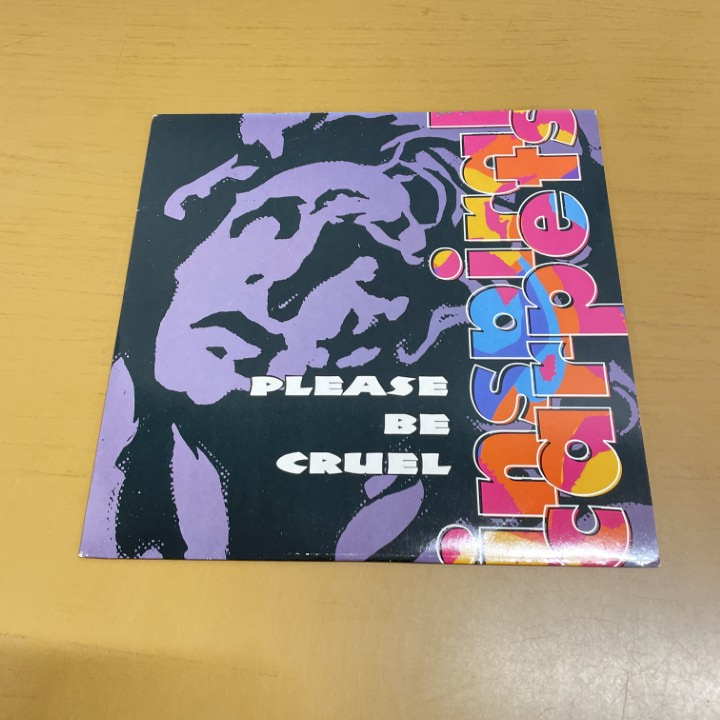 inspiral
carpets
PLEASE
BE
CRUEL